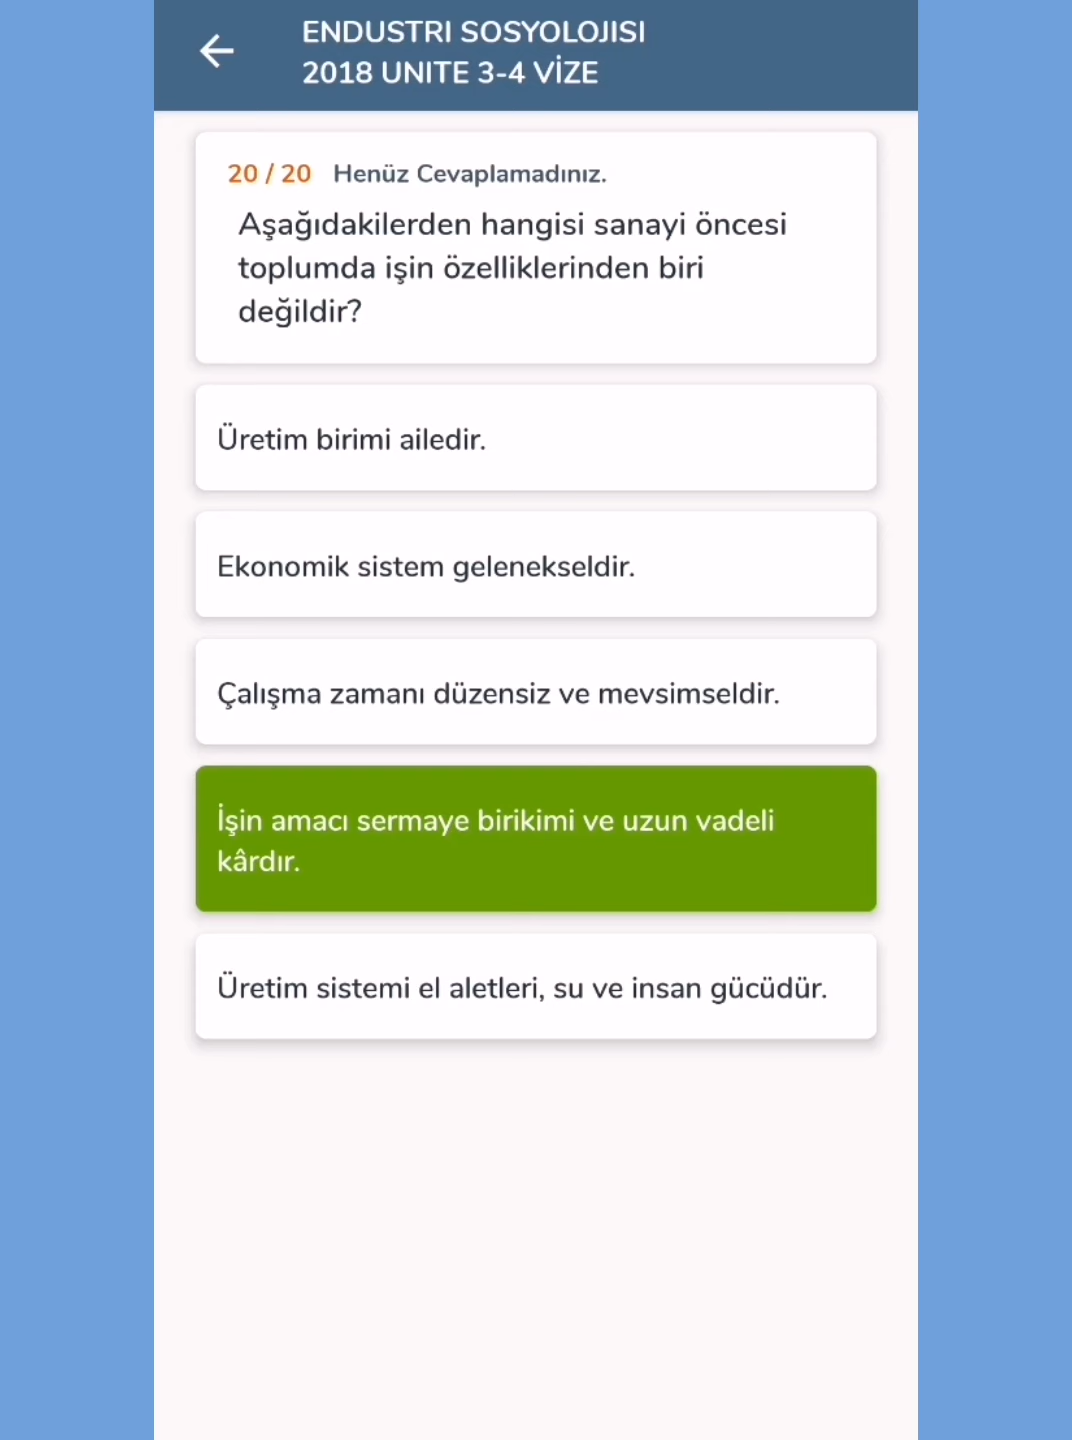 ENDUSTRI SOSYOLOJISI
2018 UNITE 3-4 VİZE
20 / 20 Henüz Cevaplamadınız.
Aşağıdakilerden hangisi sanayi öncesi
toplumda işin özelliklerinden biri
değildir?
Üretim birimi ailedir.
Ekonomik sistem gelenekseldir.
Çalışma zamanı düzensiz ve mevsimseldir.
İşin amacı sermaye birikimi ve uzun vadeli
kârdır.
Üretim sistemi el aletleri, su ve insan gücüdür.